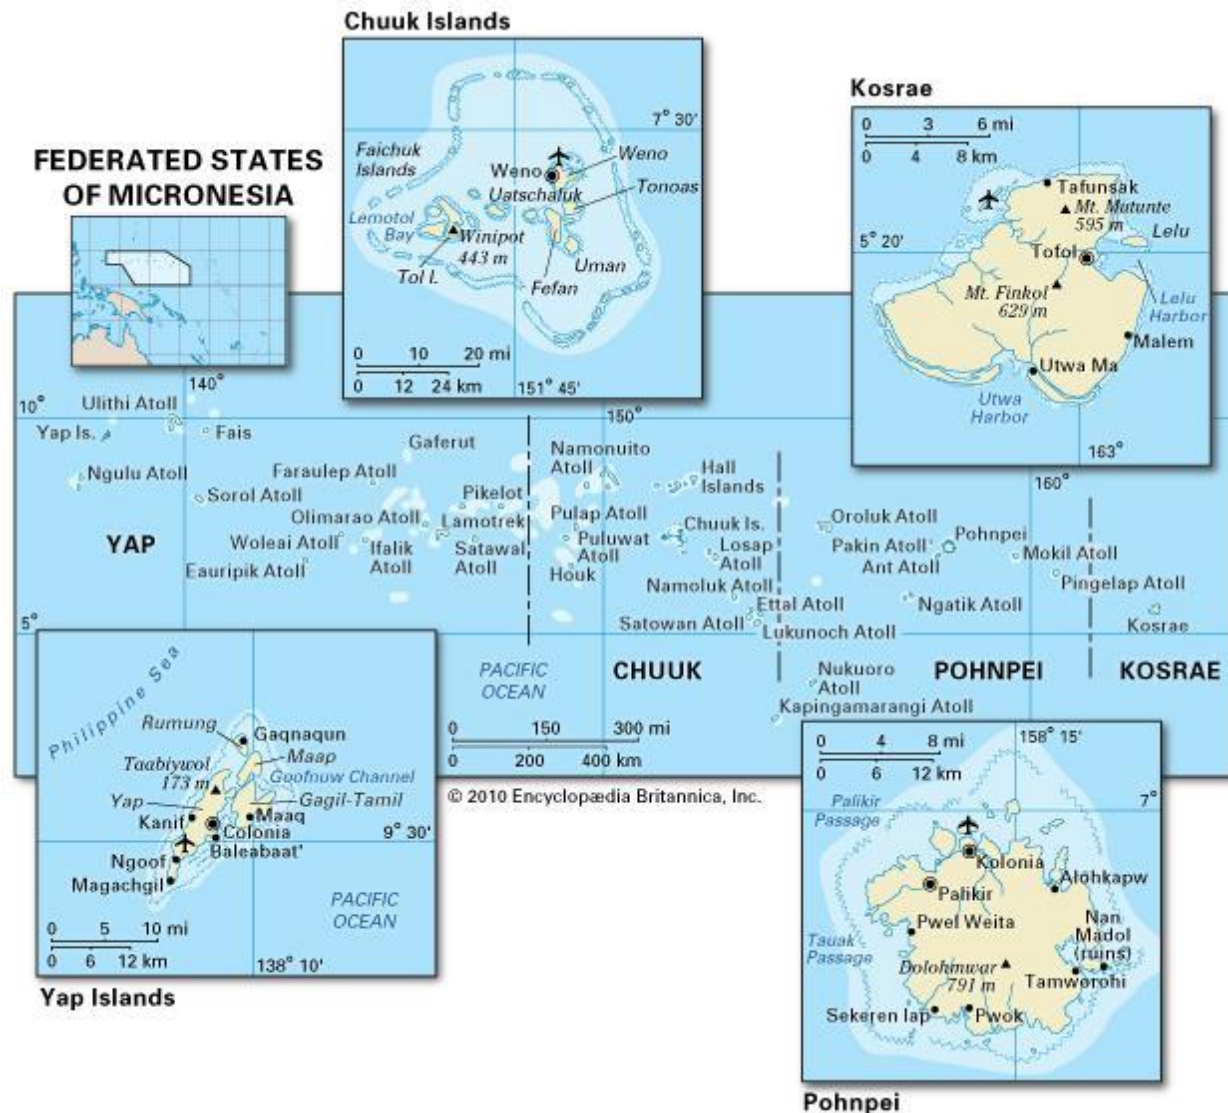 Chuuk Islands
7° 30'
Faichuk
Islands
Weno
Weno
Uatschaluk
Tonoas
Lemotol
Bay
Winipot
443 m
Tol I.
Uman
Fefan
0 10 20 mi
0 12 24 km
151° 45'
Kosrae
0 3 6 mi
0 4 8 km
Tafunsak
Mt. Mutunte
595 m
Lelu
5° 20'
Tofol
Mt. Finkol
629 m
Lelu
Harbor
Malem
Utwa Ma
Utwa
Harbor
163°
FEDERATED STATES
OF MICRONESIA
140°
10°
150°
160°
Ulithi Atoll
Yap Is.
Fais
Ngulu Atoll
Gaferut
Faraulep Atoll
Sorol Atoll
Pikelot
Olimarao Atoll
Lamotrek
Woleai Atoll
Ifalik
Atoll
Satawal
Atoll
Eauripik Atoll
YAP
Namonuito
Atoll
Hall
Islands
Pulap Atoll
Chuuk Is.
Puluwat
Atoll
Losap
Atoll
Houk
Namoluk Atoll
Ettal Atoll
Satowan Atoll
Lukunoch Atoll
Oroluk Atoll
Pohnpei
Pakin Atoll
Ant Atoll
Mokil Atoll
Pingelap Atoll
Ngatik Atoll
Kosrae
5°
PACIFIC
OCEAN
CHUUK
POHNPEI
KOSRAE
Nukuoro
Atoll
Kapingamarangi Atoll
0 150 300 mi
0 200 400 km
© 2010 Encyclopædia Britannica, Inc.
Philippine Sea
Rumung
Gaqnaqun
Maap
Taabiywol
173 m
Goofnuw Channel
Yap
Gagil-Tamil
Kanif
Maaq
Colonia
9° 30'
Baleabaat'
Ngoof
Magachgil
PACIFIC
OCEAN
0 5 10 mi
0 6 12 km
138° 10'
Yap Islands
0 4 8 mi
0 6 12 km
158° 15'
7°
Palikir
Passage
Kolonia
Palikir
Alohkapw
Pwel Weita
Nan
Madol
(ruins)
Tauak
Passage
Dolohmwar
791 m
Tamworohi
Sekeren Iap
Pwok
Pohnpei